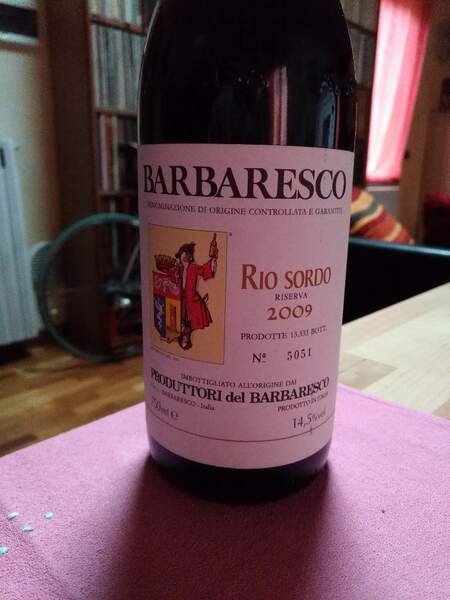 BARBARESCO
DENOMINAZIONE DI ORIGINE CONTROLLATA E GARANTITA
RIO SORDO
RISERVA
2009
PRODOTTE 13.333 BOTT.
Nº 5051
IMBOTTIGLIATO ALL'ORIGINE DAI
PRODUTTORI del BARBARESCO
BARBARESCO - Italia PRODOTTO IN ITALIA
750ml e 14,5%vol